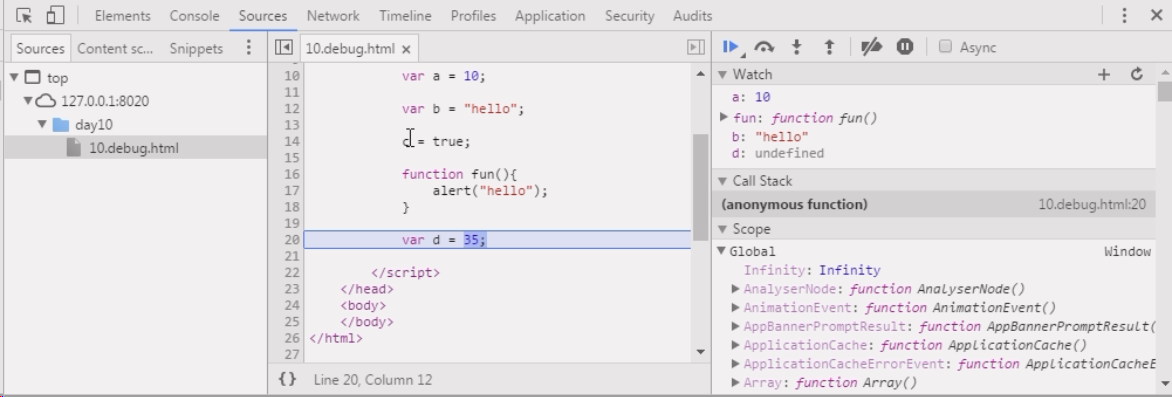 Elements Console Sources Network Timeline Profiles Application Security Audits
Sources Content sc... Snippets
top
127.0.0.1:8020
day10
10.debug.html
10.debug.html ×
10 var a = 10;
11
12 var b = "hello";
13
14 c = true;
15
16 function fun(){
17 alert("hello");
18 }
19
20 var d = 35;
21
22 </script>
23 </head>
24 <body>
25 </body>
26 </html>
27
{} Line 20, Column 12
Async
Watch
a: 10
fun: function fun()
b: "hello"
d: undefined
Call Stack
(anonymous function) 10.debug.html:20
Scope
Global Window
Infinity: Infinity
AnalyserNode: function AnalyserNode()
AnimationEvent: function AnimationEvent()
AppBannerPromptResult: function AppBannerPromptResult(
ApplicationCache: function ApplicationCache()
ApplicationCacheErrorEvent: function ApplicationCacheE
Array: function Array()